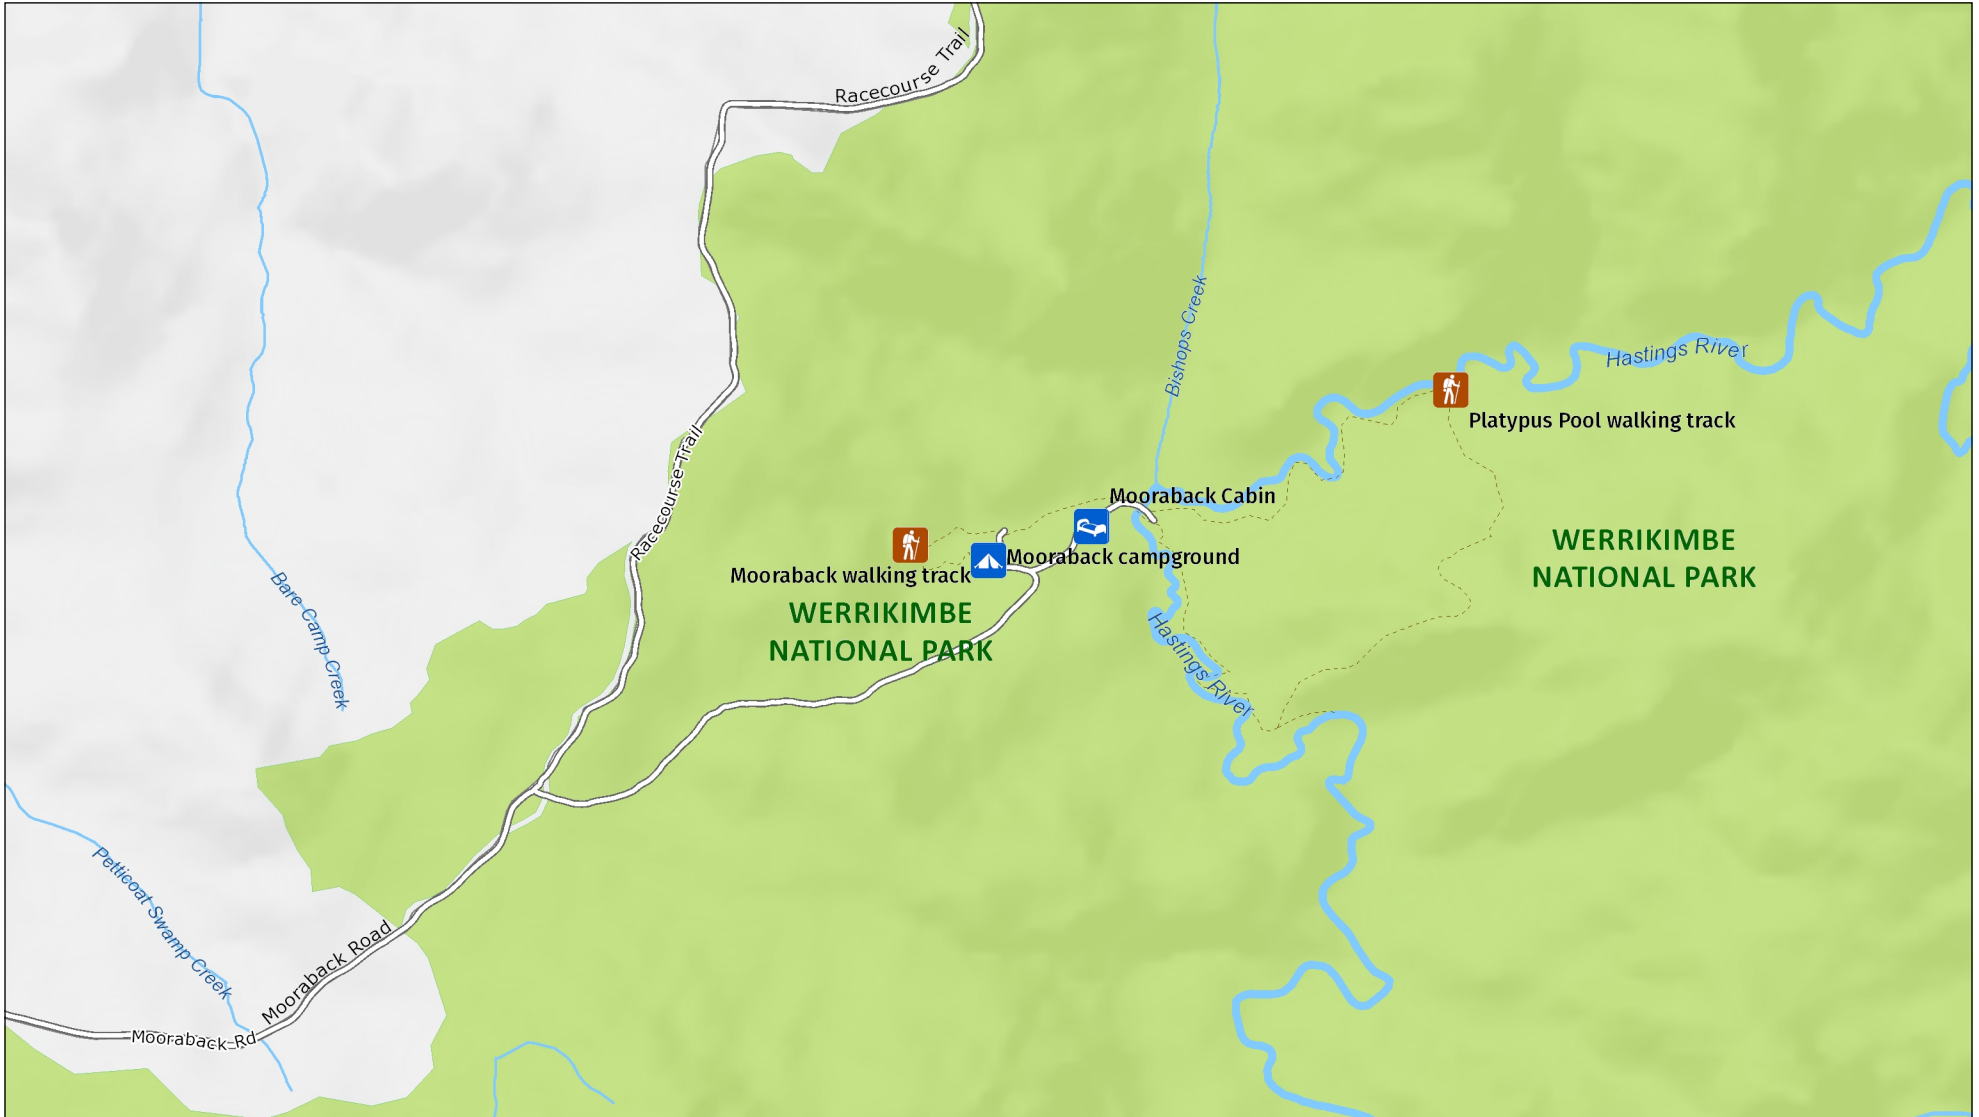 Racecourse Trail
Bishops Creek
Hastings River
Platypus Pool walking track
Racecourse Trail
Mooraback Cabin
Mooraback campground
Mooraback walking track
WERRIKIMBE
NATIONAL PARK
WERRIKIMBE
NATIONAL PARK
Bare Camp Creek
Hastings River
Petticoat Swamp Creek
Mooraback Road
Mooraback Rd